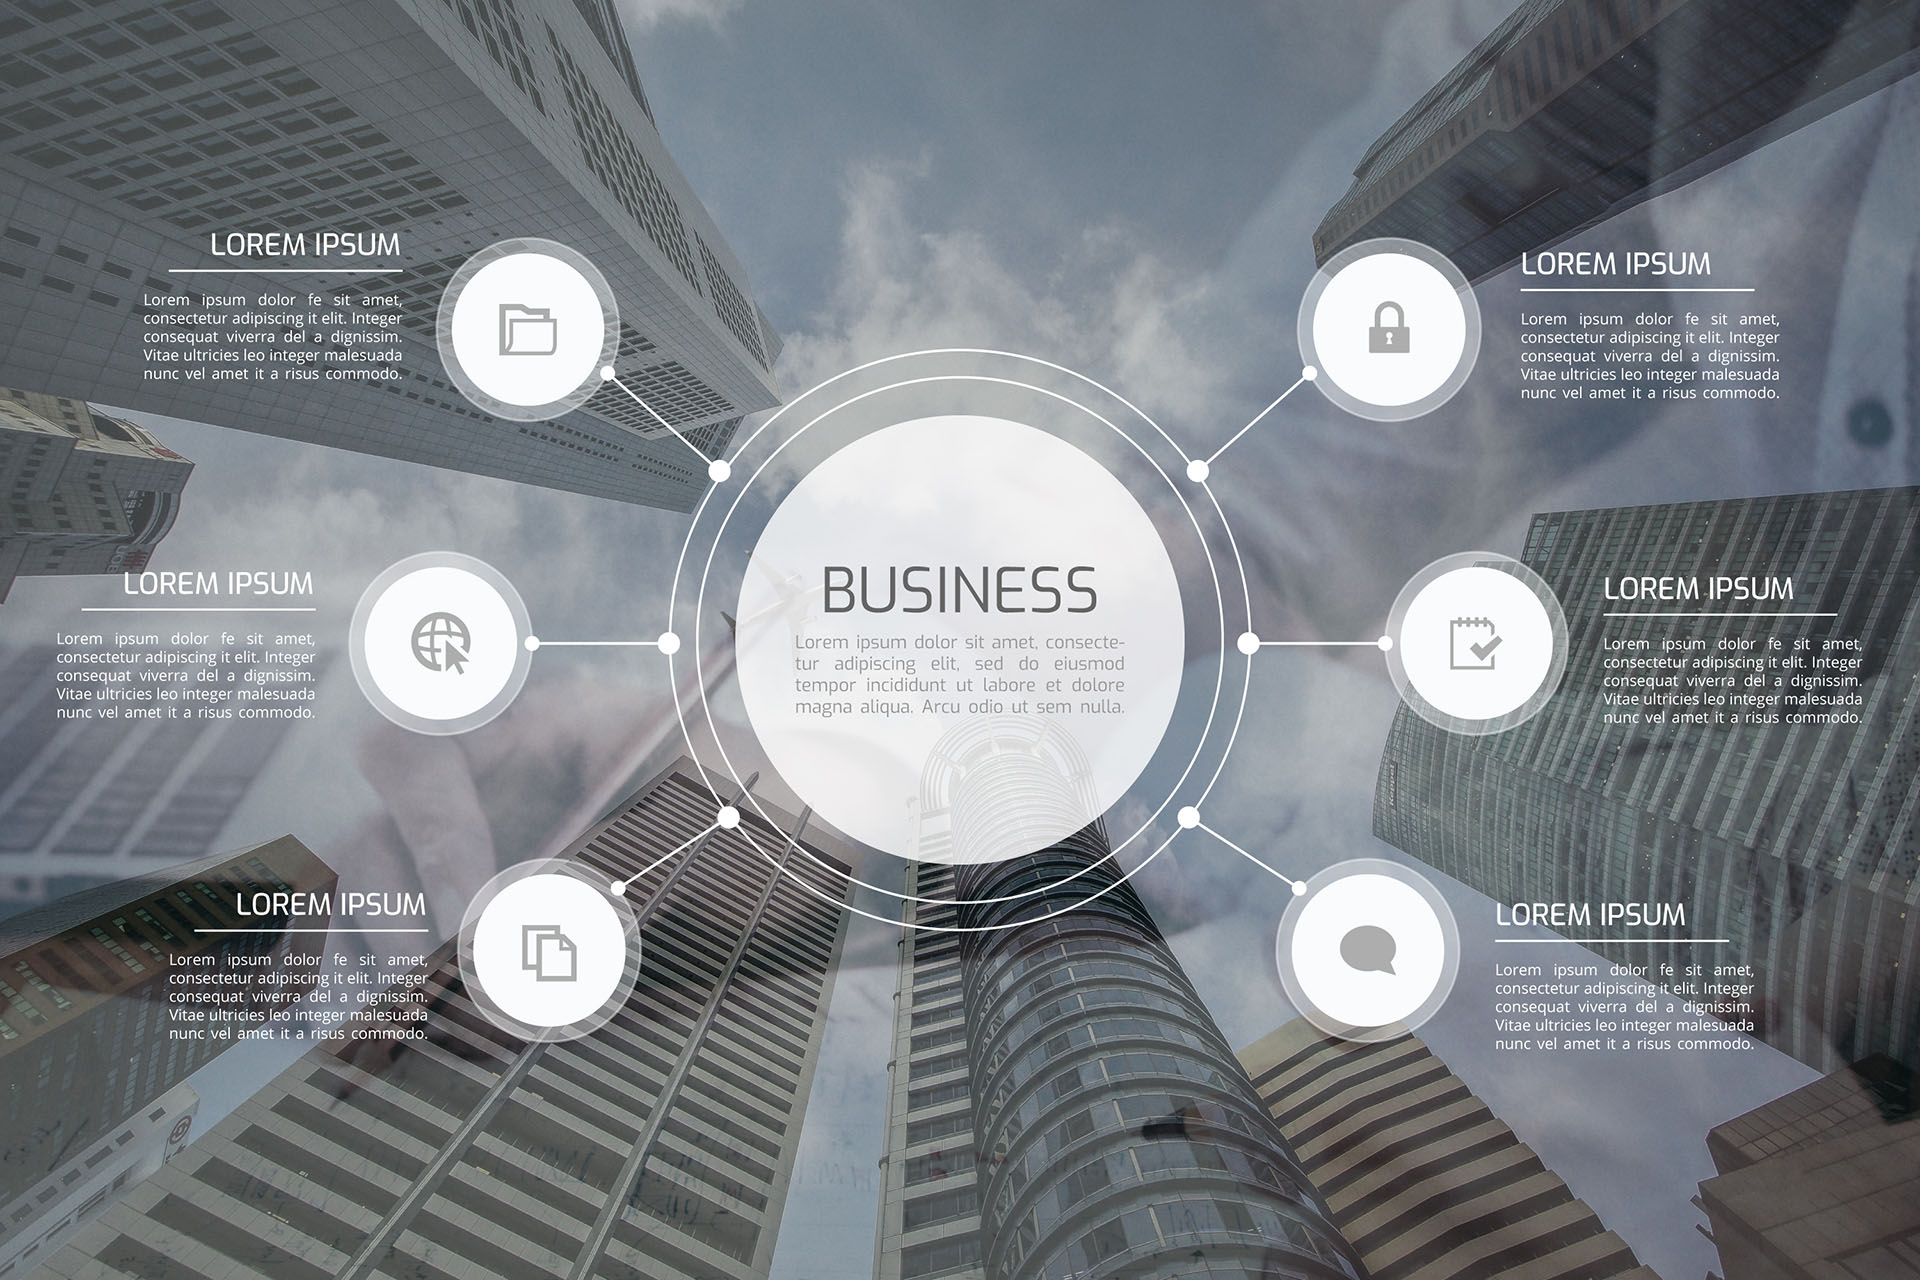 LOREM IPSUM
Lorem ipsum dolor fe sit amet,
consectetur adipiscing it elit. Integer
consequat viverra del a dignissim.
Vitae ultricies leo integer malesuada
nunc vel amet it a risus commodo.
LOREM IPSUM
Lorem ipsum dolor fe sit amet,
consectetur adipiscing it elit. Integer
consequat viverra del a dignissim.
Vitae ultricies leo integer malesuada
nunc vel amet it a risus commodo.
LOREM IPSUM
Lorem ipsum dolor fe sit amet,
consectetur adipiscing it elit. Integer
consequat viverra del a dignissim.
Vitae ultricies leo integer malesuada
nunc vel amet it a risus commodo.
BUSINESS
Lorem ipsum dolor sit amet, consecte-
tur adipiscing elit, sed do eiusmod
tempor incididunt ut labore et dolore
magna aliqua. Arcu odio ut sem nulla.
LOREM IPSUM
Lorem ipsum dolor fe sit amet,
consectetur adipiscing it elit. Integer
consequat viverra del a dignissim.
Vitae ultricies leo integer malesuada
nunc vel amet it a risus commodo.
LOREM IPSUM
Lorem ipsum dolor fe sit amet,
consectetur adipiscing it elit. Integer
consequat viverra del a dignissim.
Vitae ultricies leo integer malesuada
nunc vel amet it a risus commodo.
LOREM IPSUM
Lorem ipsum dolor fe sit amet,
consectetur adipiscing it elit. Integer
consequat viverra del a dignissim.
Vitae ultricies leo integer malesuada
nunc vel amet it a risus commodo.